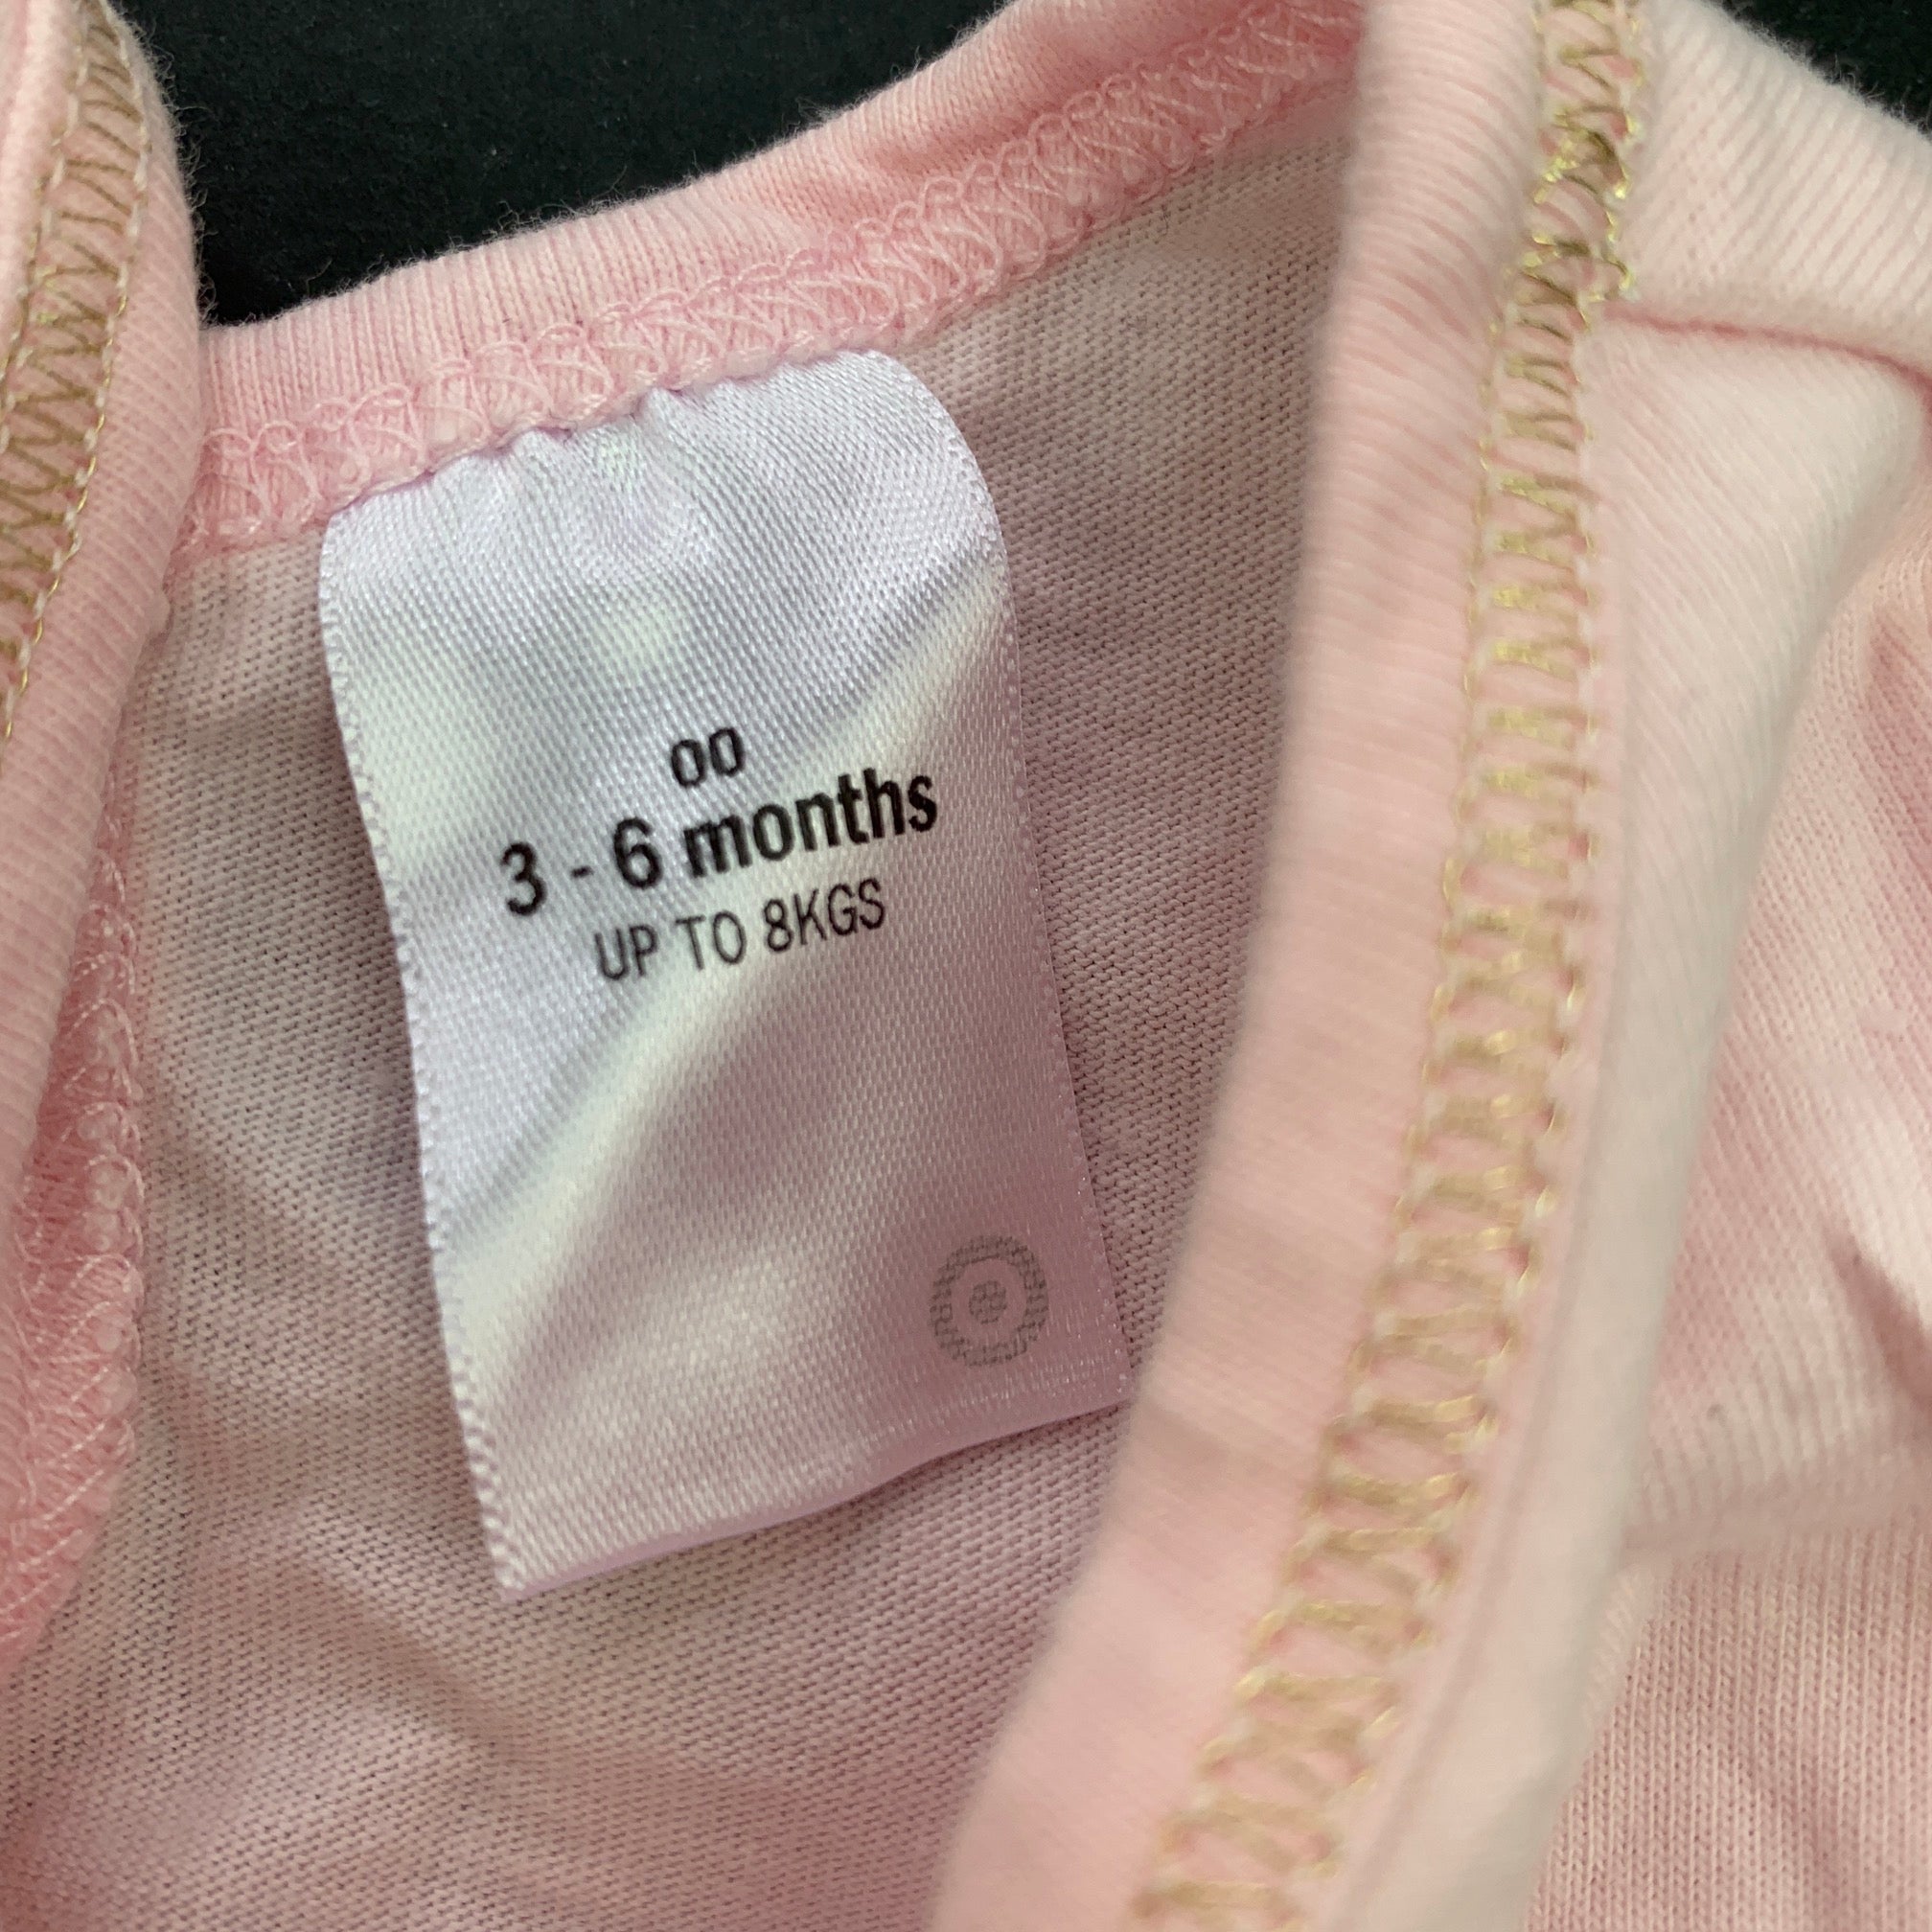 00
3 - 6 months
UP TO 8KGS